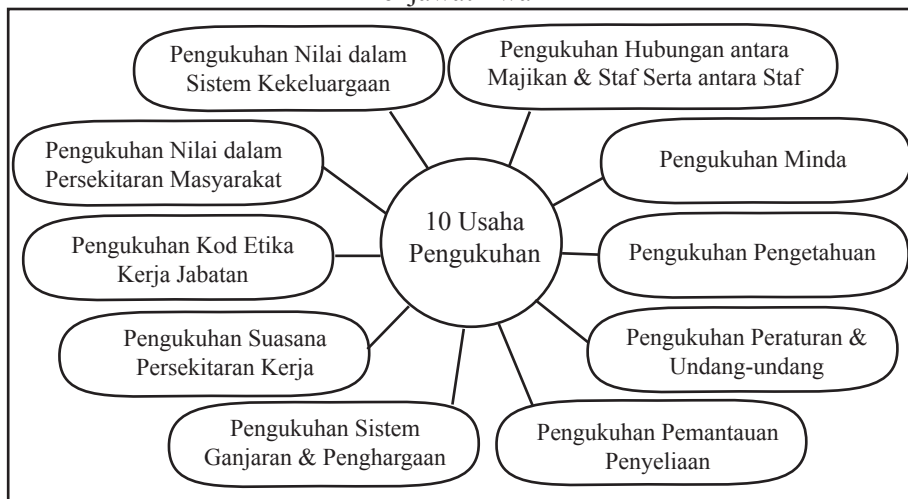 Pengukuhan Nilai dalam
Sistem Kekeluargaan
Pengukuhan Hubungan antara
Majikan & Staf Serta antara Staf
Pengukuhan Nilai dalam
Persekitaran Masyarakat
Pengukuhan Minda
10 Usaha
Pengukuhan
Pengukuhan Kod Etika
Kerja Jabatan
Pengukuhan Pengetahuan
Pengukuhan Suasana
Persekitaran Kerja
Pengukuhan Peraturan &
Undang-undang
Pengukuhan Sistem
Ganjaran & Penghargaan
Pengukuhan Pemantauan
Penyeliaan